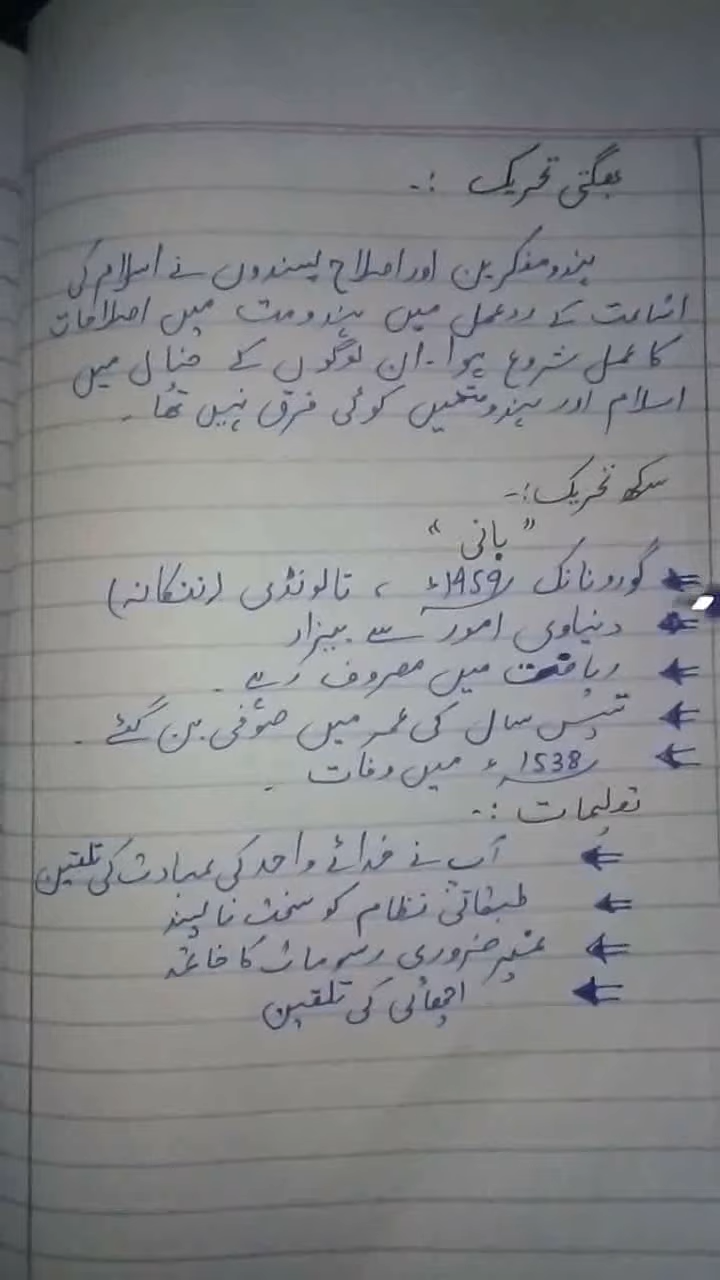 بھگتی تحریک :-
ہندو مفکرین اور اصلاح پسندوں نے اسلام کی
اشاعت کے ردعمل میں ہندومت میں اصلاحات
کا عمل شروع ہوا۔ ان لوگوں کے خیال میں
اسلام اور ہندومتمیں کوئی فرق نہیں تھا۔
سکھ تحریک :-
"بانی"
گورونانک 1459ء ، تالونڈی (ننکانہ)
دنیاوی امور سے بیزار
ریاضت میں مصروف رہے۔
تیس سال کی عمر میں صوفی بن گئے۔
1538ء میں وفات۔
تعلیمات :-
آپ نے خدائے واحد کی عبادت کی تلقین
طبقاتی نظام کو سخت ناپسند
غیر ضروری رسومات کا خاتمہ
اچھائی کی تلقین